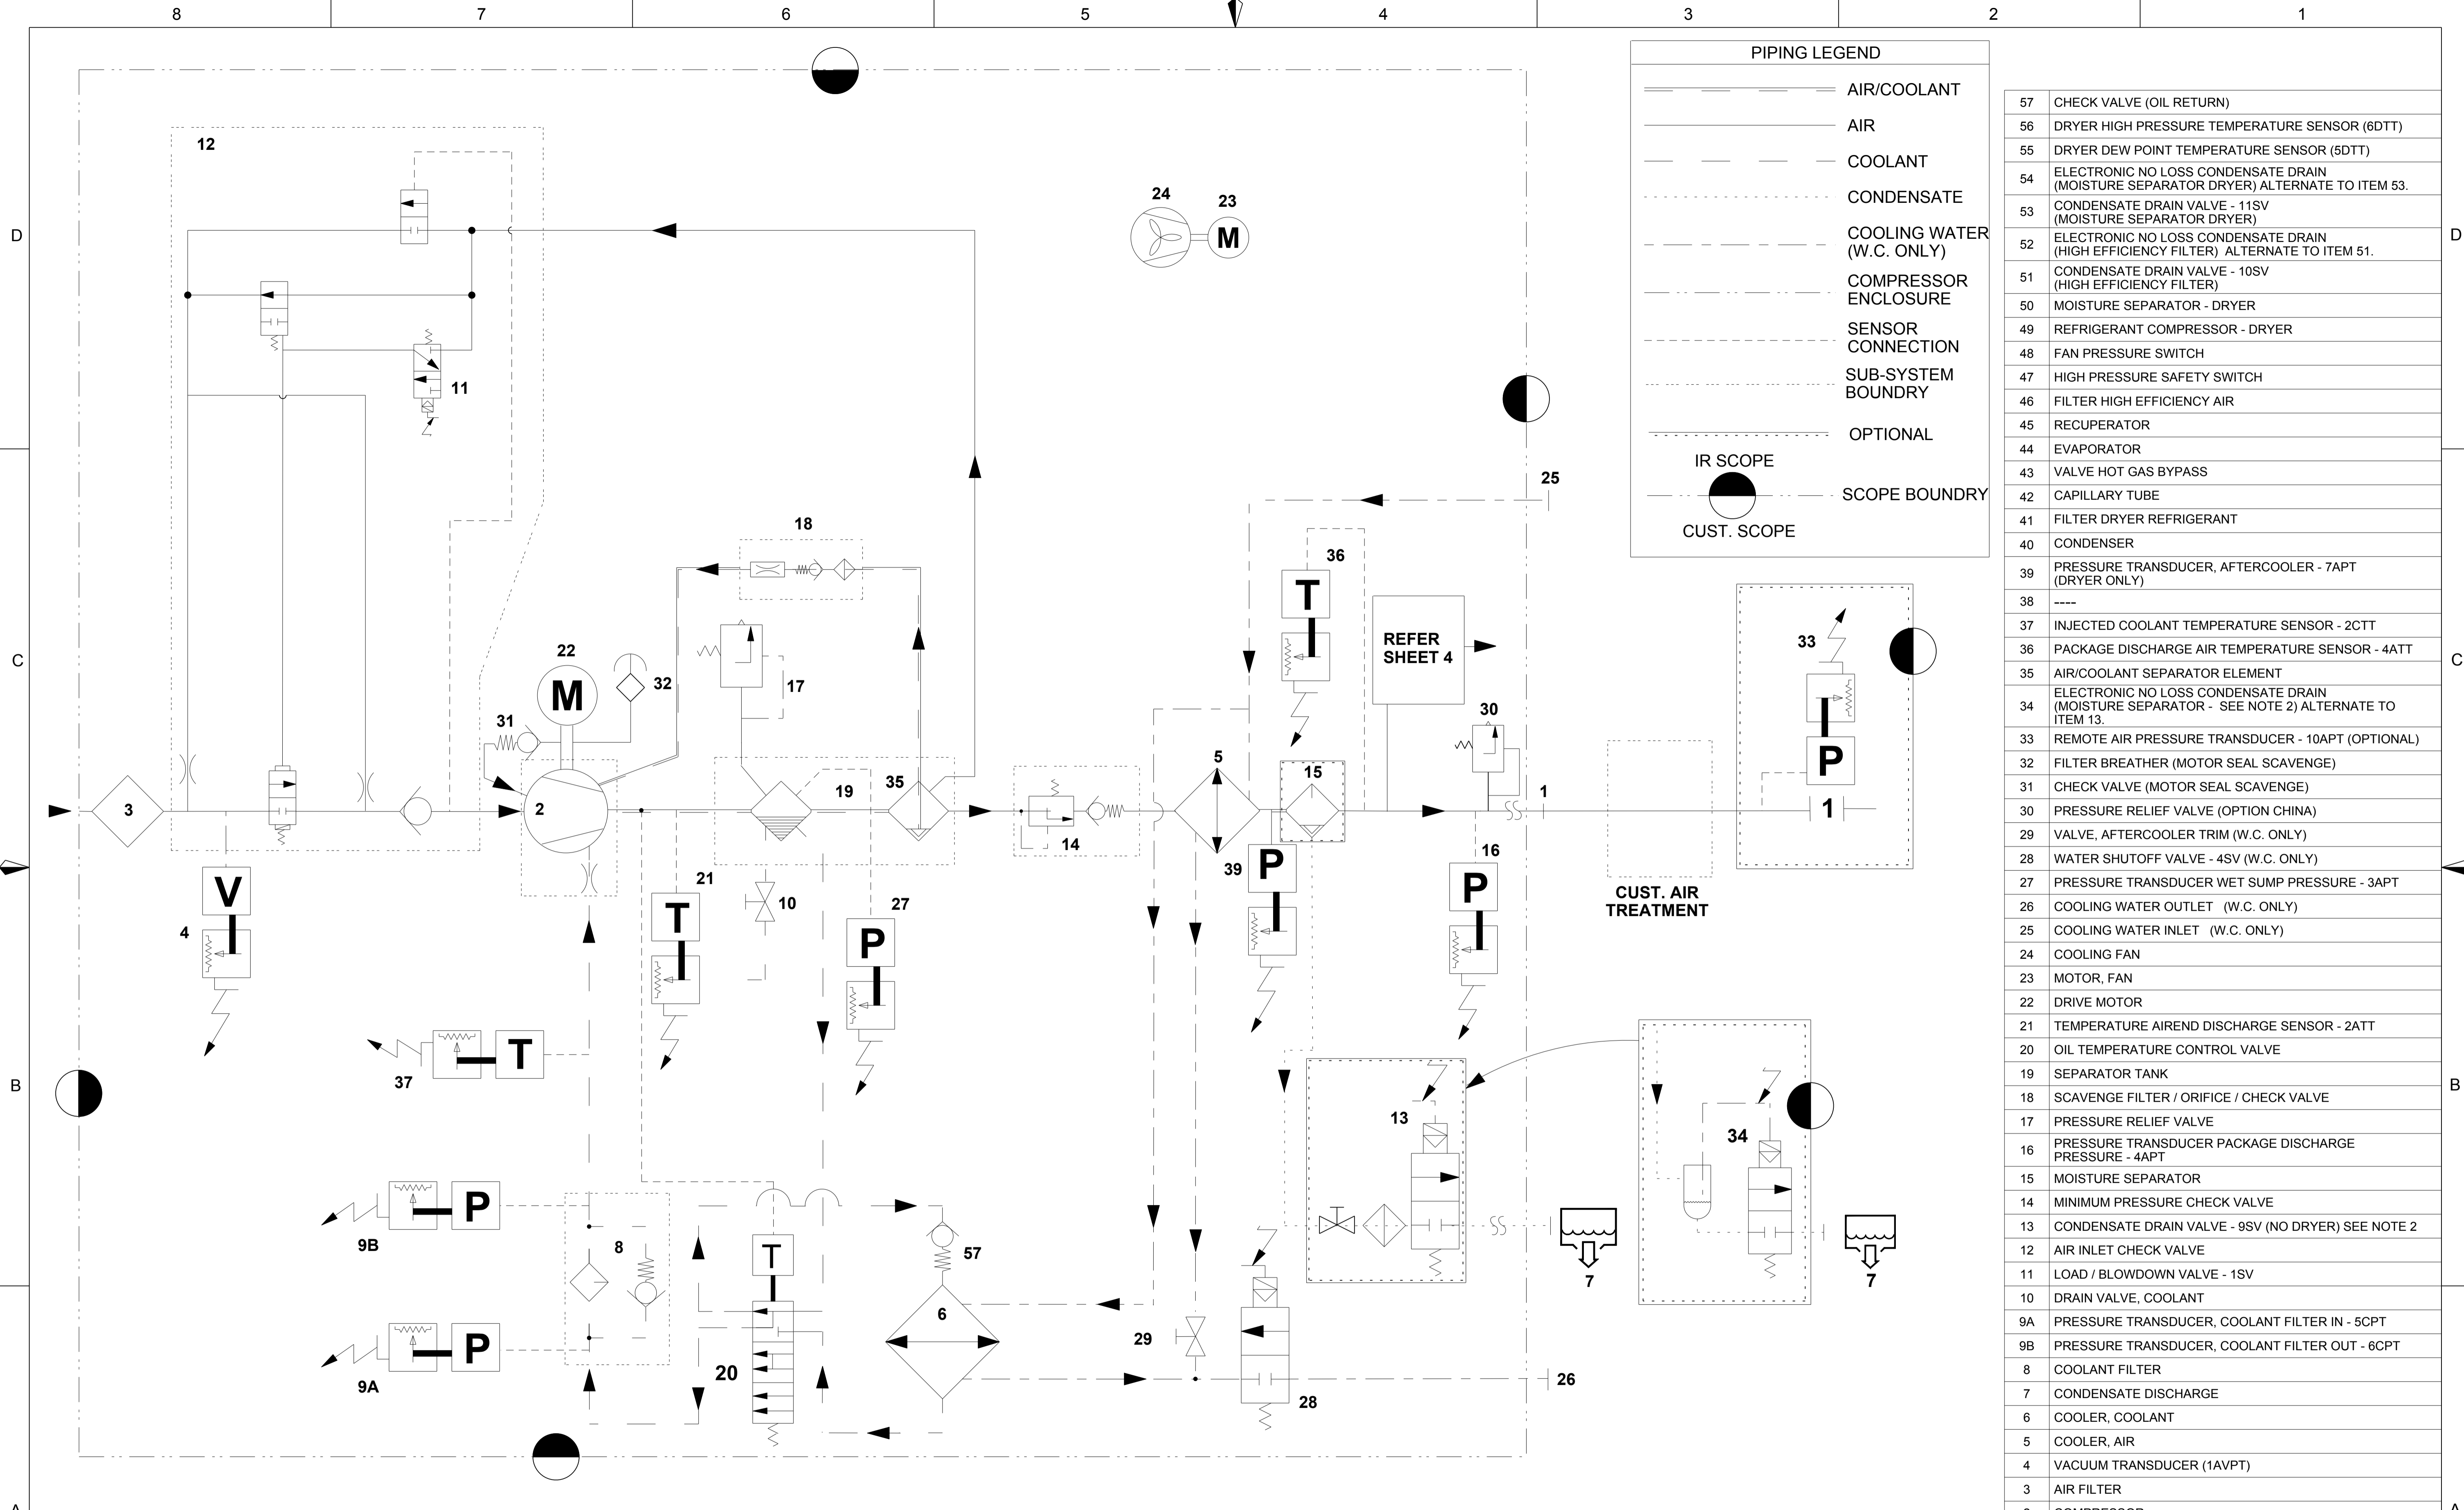 8 7 6 5 4 3 2 1
D
C
B
A
12
11
24
23
M
25
18
36
T
REFER
SHEET 4
33
P
1
22
M
32
17
31
30
3
2
19
35
14
5
15
1
CUST. AIR
TREATMENT
V
4
21
T
10
27
P
39
P
16
P
37
T
13
34
9B
P
8
57
T
7
7
9A
P
20
6
29
28
26
PIPING LEGEND
AIR/COOLANT
AIR
COOLANT
CONDENSATE
COOLING WATER
(W.C. ONLY)
COMPRESSOR
ENCLOSURE
SENSOR
CONNECTION
SUB-SYSTEM
BOUNDRY
OPTIONAL
IR SCOPE
SCOPE BOUNDRY
CUST. SCOPE
57 CHECK VALVE (OIL RETURN)
56 DRYER HIGH PRESSURE TEMPERATURE SENSOR (6DTT)
55 DRYER DEW POINT TEMPERATURE SENSOR (5DTT)
54 ELECTRONIC NO LOSS CONDENSATE DRAIN
(MOISTURE SEPARATOR DRYER) ALTERNATE TO ITEM 53.
53 CONDENSATE DRAIN VALVE - 11SV
(MOISTURE SEPARATOR DRYER)
52 ELECTRONIC NO LOSS CONDENSATE DRAIN
(HIGH EFFICIENCY FILTER) ALTERNATE TO ITEM 51.
51 CONDENSATE DRAIN VALVE - 10SV
(HIGH EFFICIENCY FILTER)
50 MOISTURE SEPARATOR - DRYER
49 REFRIGERANT COMPRESSOR - DRYER
48 FAN PRESSURE SWITCH
47 HIGH PRESSURE SAFETY SWITCH
46 FILTER HIGH EFFICIENCY AIR
45 RECUPERATOR
44 EVAPORATOR
43 VALVE HOT GAS BYPASS
42 CAPILLARY TUBE
41 FILTER DRYER REFRIGERANT
40 CONDENSER
39 PRESSURE TRANSDUCER, AFTERCOOLER - 7APT
(DRYER ONLY)
38 ----
37 INJECTED COOLANT TEMPERATURE SENSOR - 2CTT
36 PACKAGE DISCHARGE AIR TEMPERATURE SENSOR - 4ATT
35 AIR/COOLANT SEPARATOR ELEMENT
34 ELECTRONIC NO LOSS CONDENSATE DRAIN
(MOISTURE SEPARATOR - SEE NOTE 2) ALTERNATE TO
ITEM 13.
33 REMOTE AIR PRESSURE TRANSDUCER - 10APT (OPTIONAL)
32 FILTER BREATHER (MOTOR SEAL SCAVENGE)
31 CHECK VALVE (MOTOR SEAL SCAVENGE)
30 PRESSURE RELIEF VALVE (OPTION CHINA)
29 VALVE, AFTERCOOLER TRIM (W.C. ONLY)
28 WATER SHUTOFF VALVE - 4SV (W.C. ONLY)
27 PRESSURE TRANSDUCER WET SUMP PRESSURE - 3APT
26 COOLING WATER OUTLET (W.C. ONLY)
25 COOLING WATER INLET (W.C. ONLY)
24 COOLING FAN
23 MOTOR, FAN
22 DRIVE MOTOR
21 TEMPERATURE AIREND DISCHARGE SENSOR - 2ATT
20 OIL TEMPERATURE CONTROL VALVE
19 SEPARATOR TANK
18 SCAVENGE FILTER / ORIFICE / CHECK VALVE
17 PRESSURE RELIEF VALVE
16 PRESSURE TRANSDUCER PACKAGE DISCHARGE
PRESSURE - 4APT
15 MOISTURE SEPARATOR
14 MINIMUM PRESSURE CHECK VALVE
13 CONDENSATE DRAIN VALVE - 9SV (NO DRYER) SEE NOTE 2
12 AIR INLET CHECK VALVE
11 LOAD / BLOWDOWN VALVE - 1SV
10 DRAIN VALVE, COOLANT
9A PRESSURE TRANSDUCER, COOLANT FILTER IN - 5CPT
9B PRESSURE TRANSDUCER, COOLANT FILTER OUT - 6CPT
8 COOLANT FILTER
7 CONDENSATE DISCHARGE
6 COOLER, COOLANT
5 COOLER, AIR
4 VACUUM TRANSDUCER (1AVPT)
3 AIR FILTER
D
C
B
A